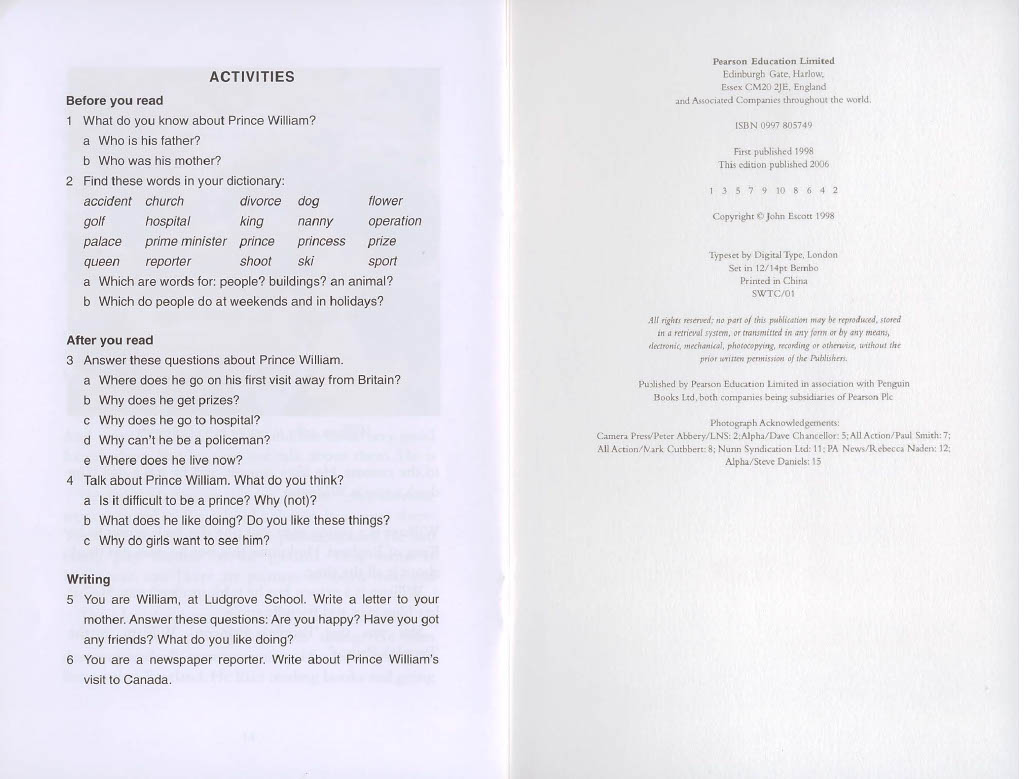 ACTIVITIES
Before you read
1 What do you know about Prince William?
a Who is his father?
b Who was his mother?
2 Find these words in your dictionary:
accident church divorce dog flower
golf hospital king nanny operation
palace prime minister prince princess prize
queen reporter shoot ski sport
a Which are words for: people? buildings? an animal?
b Which do people do at weekends and in holidays?
After you read
3 Answer these questions about Prince William.
a Where does he go on his first visit away from Britain?
b Why does he get prizes?
c Why does he go to hospital?
d Why can't he be a policeman?
e Where does he live now?
4 Talk about Prince William. What do you think?
a Is it difficult to be a prince? Why (not)?
b What does he like doing? Do you like these things?
c Why do girls want to see him?
Writing
5 You are William, at Ludgrove School. Write a letter to your
mother. Answer these questions: Are you happy? Have you got
any friends? What do you like doing?
6 You are a newspaper reporter. Write about Prince William's
visit to Canada.
Pearson Education Limited
Edinburgh Gate, Harlow,
Essex CM20 2JE, England
and Associated Companies throughout the world.
ISBN 0997 805749
First published 1998
This edition published 2006
1 3 5 7 9 10 8 6 4 2
Copyright © John Escott 1998
Typeset by Digital Type, London
Set in 12/14pt Bembo
Printed in China
SWTC/01
All rights reserved; no part of this publication may be reproduced, stored
in a retrieval system, or transmitted in any form or by any means,
electronic, mechanical, photocopying, recording or otherwise, without the
prior written permission of the Publishers.
Published by Pearson Education Limited in association with Penguin
Books Ltd, both companies being subsidiaries of Pearson Plc
Photograph Acknowledgements:
Camera Press/Peter Abbery/LNS: 2; Alpha/Dave Chancellor: 5; All Action/Paul Smith: 7;
All Action/Mark Cuthbert: 8; Nunn Syndication Ltd: 11; PA News/Rebecca Naden: 12;
Alpha/Steve Daniels: 15